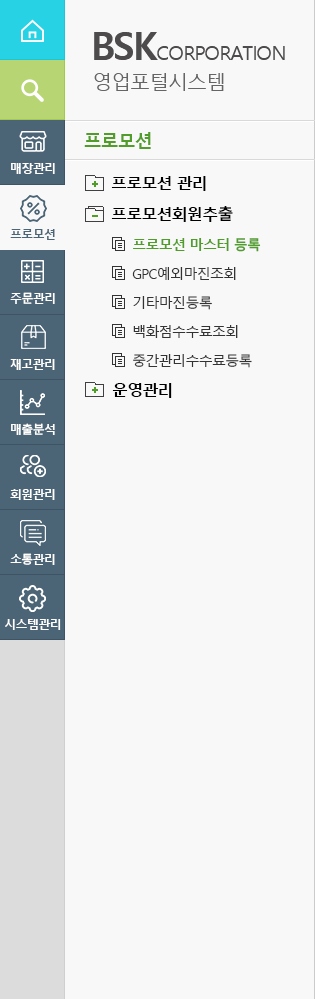 BSK CORPORATION
영업포털시스템
매장관리
프로모션
주문관리
재고관리
매출분석
회원관리
소통관리
시스템관리
프로모션
프로모션 관리
프로모션회원추출
프로모션 마스터 등록
GPC예외마진조회
기타마진등록
백화점수수료조회
중간관리수수료등록
운영관리